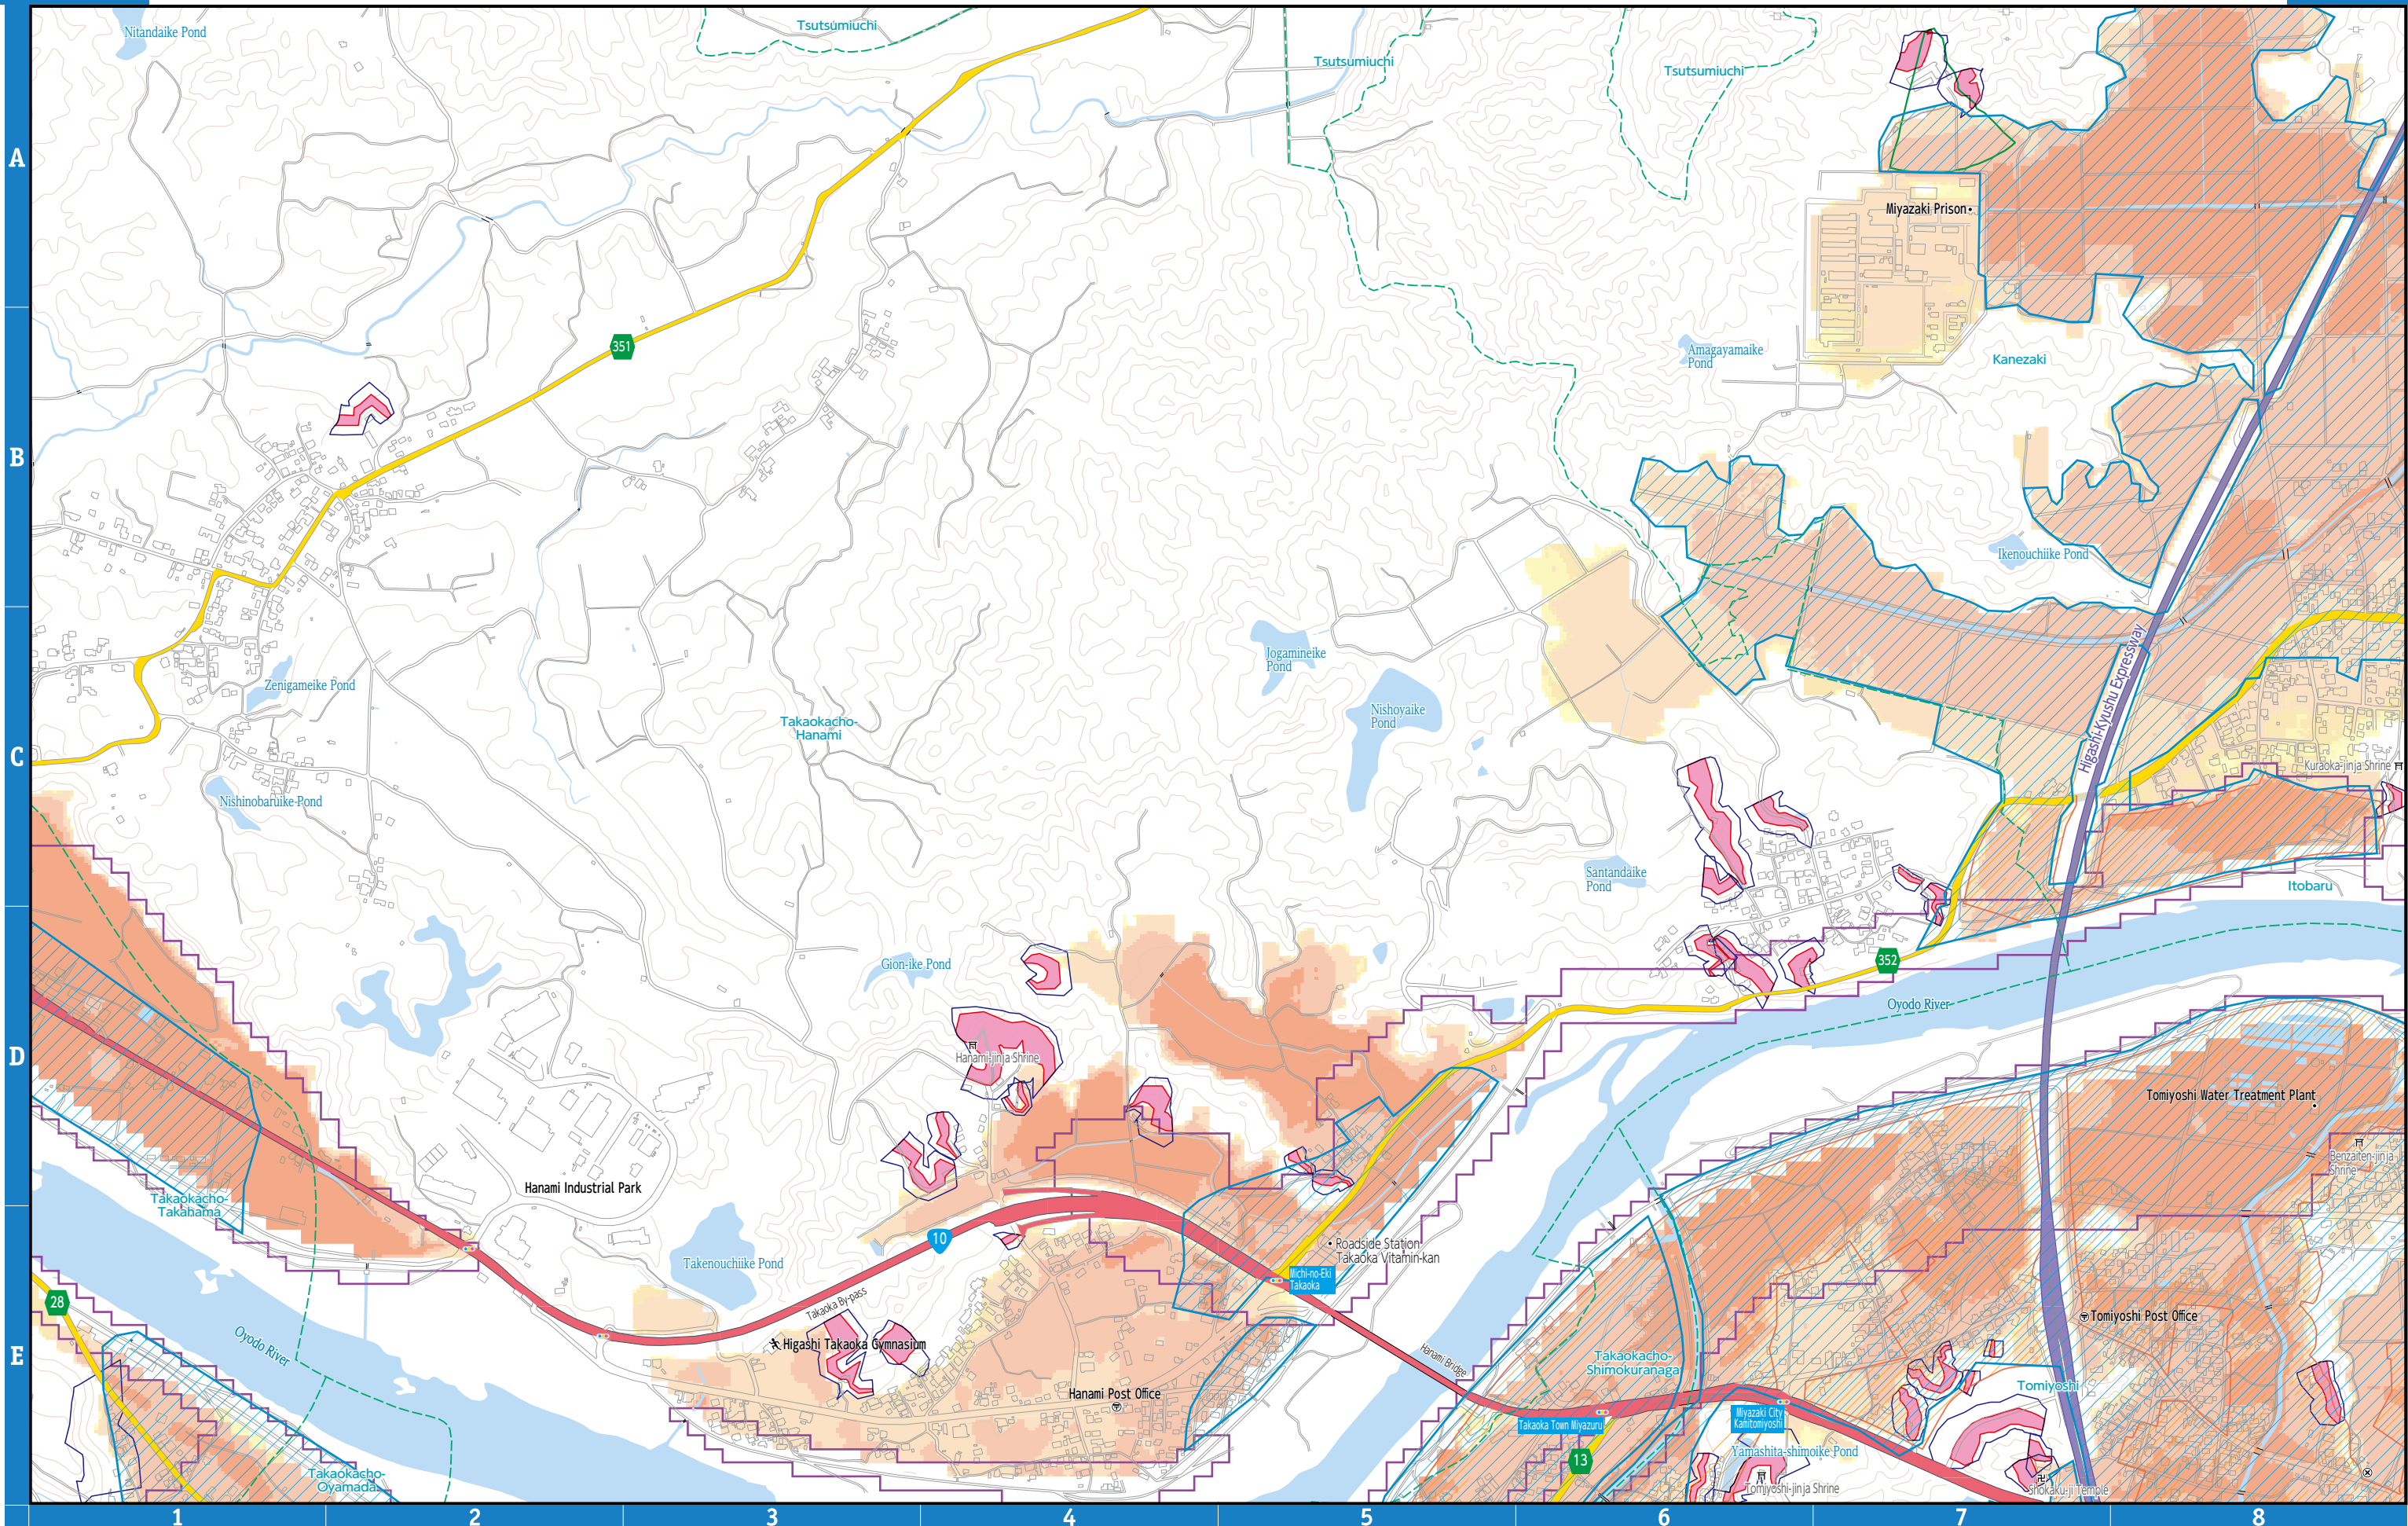 Nitandaike Pond
Tsutsumiuchi
Tsutsumiuchi
Tsutsumiuchi
A
Miyazaki Prison
351
Amagayamaike
Pond
Kanezaki
B
Ikenouchiike Pond
Higashi-Kyushu Expressway
Jogamineike
Pond
Zenigameike Pond
Nishoyaike
Pond
Takaokacho-
Hanami
C
Kuraoka-jinja Shrine
Nishinobaruike Pond
Santandaike
Pond
Itobaru
Gion-ike Pond
352
Oyodo River
Hanami-jinja Shrine
D
Tomiyoshi Water Treatment Plant
Benzaiten-jinja
Shrine
Hanami Industrial Park
Takaokacho-
Takahama
10
Roadside Station
Takaoka Vitamin-kan
Takenouchiike Pond
Michi-no-Eki
Takaoka
28
Takaoka By-pass
Tomiyoshi Post Office
Oyodo River
Higashi Takaoka Gymnasium
E
Hanami Bridge
Takaokacho-
Shimokuranaga
Tomiyoshi
Hanami Post Office
Takaoka Town Miyazuru
Miyazaki City
Kamitomiyoshi
Yamashita-shimoike Pond
13
Takaokacho-
Oyamada
Tomiyoshi-jinja Shrine
Shokaku-ji Temple
1
2
3
4
5
6
7
8